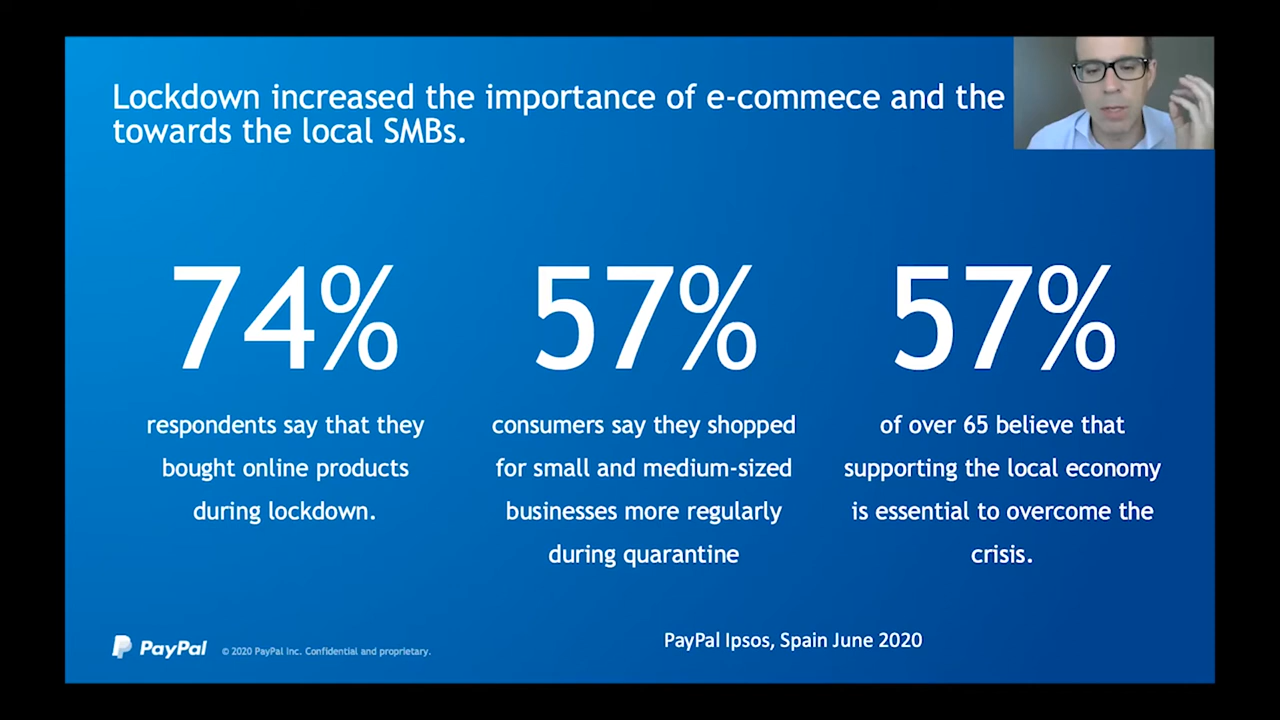 Lockdown increased the importance of e-commece and the
towards the local SMBs.
74%
respondents say that they
bought online products
during lockdown.
57%
consumers say they shopped
for small and medium-sized
businesses more regularly
during quarantine
57%
of over 65 believe that
supporting the local economy
is essential to overcome the
crisis.
PayPal © 2020 PayPal Inc. Confidential and proprietary.
PayPal Ipsos, Spain June 2020